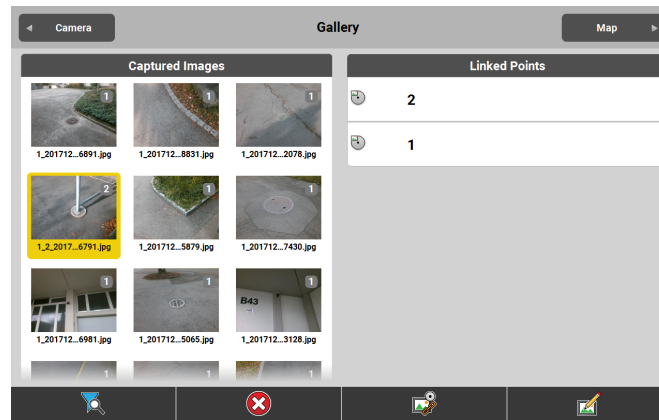 Camera
Gallery
Map
Captured Images
Linked Points
1
1
1
2
1_201712...6891.jpg
1_201712...8831.jpg
1_201712...2078.jpg
1
2
1
1
1_2_2017...6791.jpg
1_201712...5879.jpg
1_201712...7430.jpg
1
1
B43
1
1_201712...6981.jpg
1_201712...5065.jpg
1_201712...3128.jpg
1
1
1